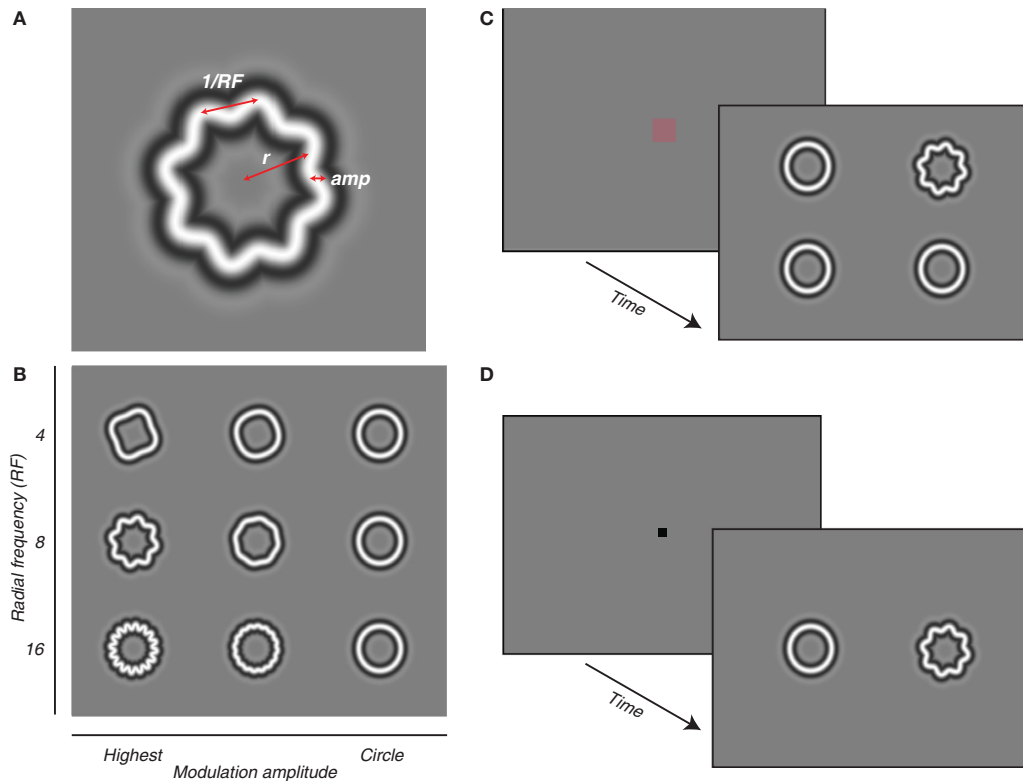 A
1/RF
r
amp
B
Radial frequency (RF)
4
8
16
Highest
Circle
Modulation amplitude
C
Time
D
Time